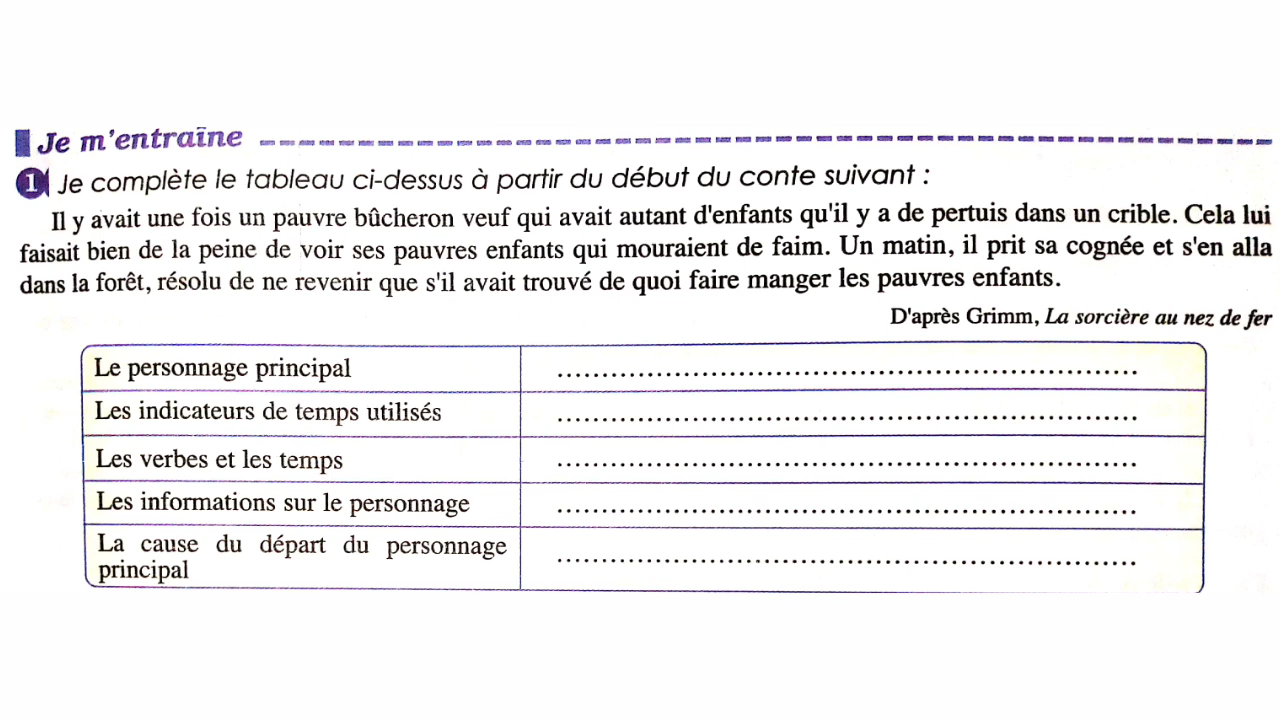 Je m'entraîne
1 Je complète le tableau ci-dessus à partir du début du conte suivant :
Il y avait une fois un pauvre bûcheron veuf qui avait autant d'enfants qu'il y a de pertuis dans un crible. Cela lui
faisait bien de la peine de voir ses pauvres enfants qui mouraient de faim. Un matin, il prit sa cognée et s'en alla
dans la forêt, résolu de ne revenir que s'il avait trouvé de quoi faire manger les pauvres enfants.
D'après Grimm, La sorcière au nez de fer
Le personnage principal ..................................................................
Les indicateurs de temps utilisés ..................................................................
Les verbes et les temps ..................................................................
Les informations sur le personnage ..................................................................
La cause du départ du personnage
principal ..................................................................